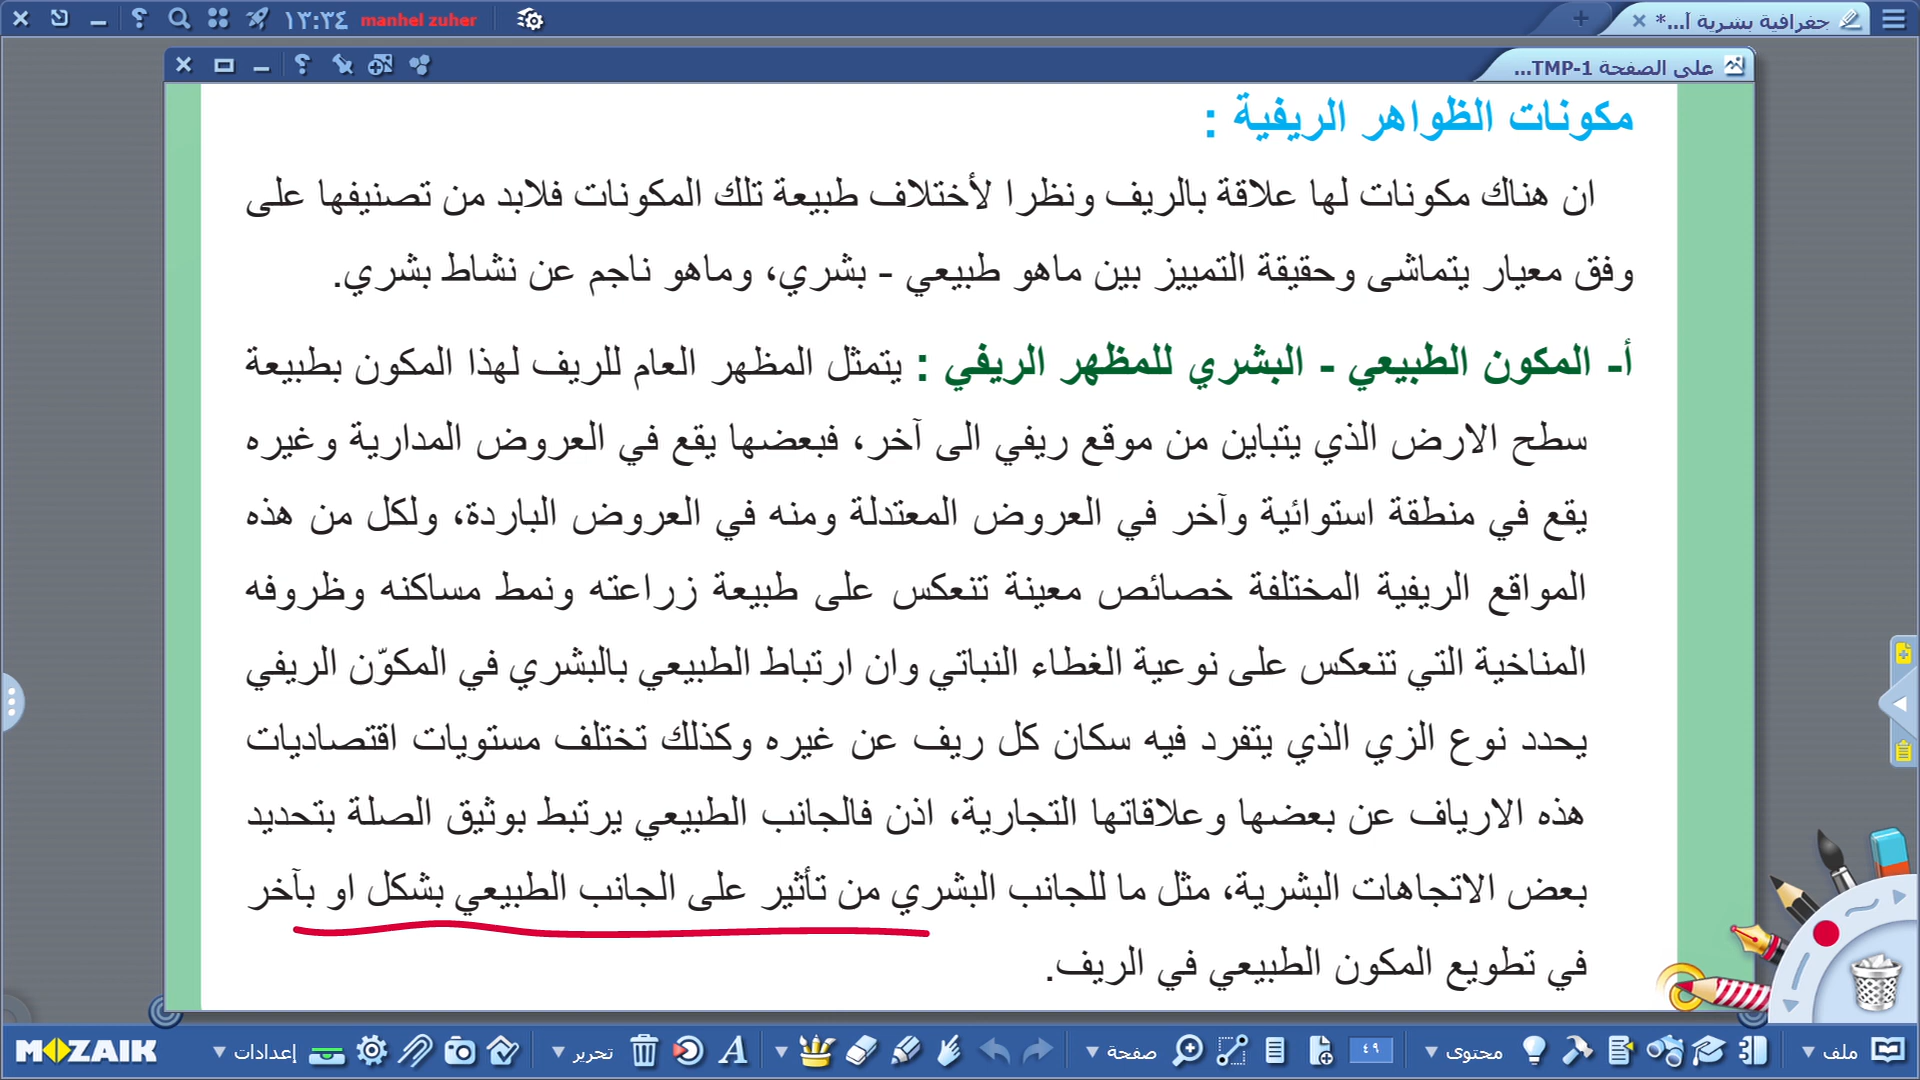 جغرافية بشرية آ...*
manhel zuher
١٣:٣٤
على الصفحة TMP-1...
مكونات الظواهر الريفية :
ان هناك مكونات لها علاقة بالريف ونظرا لأختلاف طبيعة تلك المكونات فلابد من تصنيفها على
وفق معيار يتماشى وحقيقة التمييز بين ماهو طبيعي - بشري، وماهو ناجم عن نشاط بشري.
أ- المكون الطبيعي - البشري للمظهر الريفي : يتمثل المظهر العام للريف لهذا المكون بطبيعة
سطح الارض الذي يتباين من موقع ريفي الى آخر، فبعضها يقع في العروض المدارية وغيره
يقع في منطقة استوائية وآخر في العروض المعتدلة ومنه في العروض الباردة، ولكل من هذه
المواقع الريفية المختلفة خصائص معينة تنعكس على طبيعة زراعته ونمط مساكنه وظروفه
المناخية التي تنعكس على نوعية الغطاء النباتي وان ارتباط الطبيعي بالبشري في المكوّن الريفي
يحدد نوع الزي الذي يتفرد فيه سكان كل ريف عن غيره وكذلك تختلف مستويات اقتصاديات
هذه الارياف عن بعضها وعلاقاتها التجارية، اذن فالجانب الطبيعي يرتبط بوثيق الصلة بتحديد
بعض الاتجاهات البشرية، مثل ما للجانب البشري من تأثير على الجانب الطبيعي بشكل او بآخر
في تطويع المكون الطبيعي في الريف.
ملف
محتوى
٤٩
صفحة
تحرير
إعدادات
MOZAIK